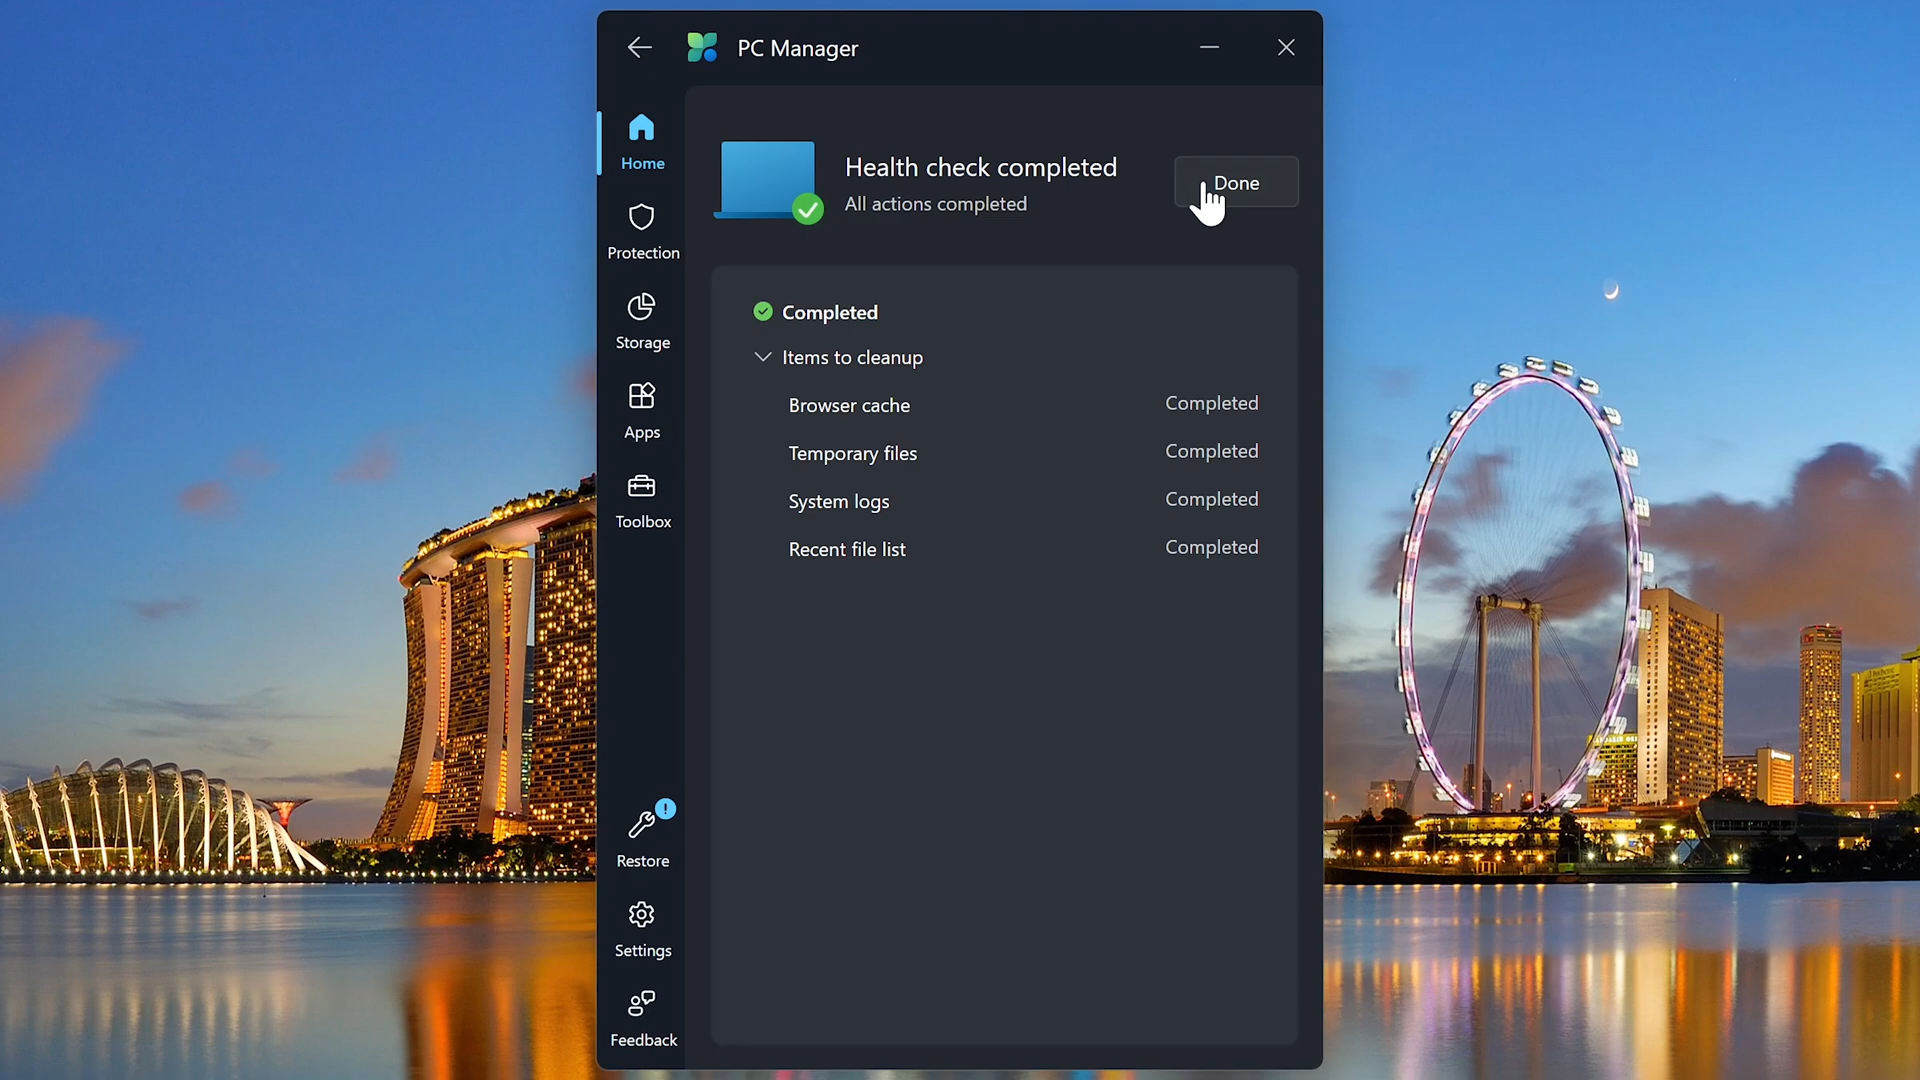 PC Manager
Home
Protection
Storage
Apps
Toolbox
Restore
Settings
Feedback
Health check completed
All actions completed
Done
Completed
Items to cleanup
Browser cache Completed
Temporary files Completed
System logs Completed
Recent file list Completed